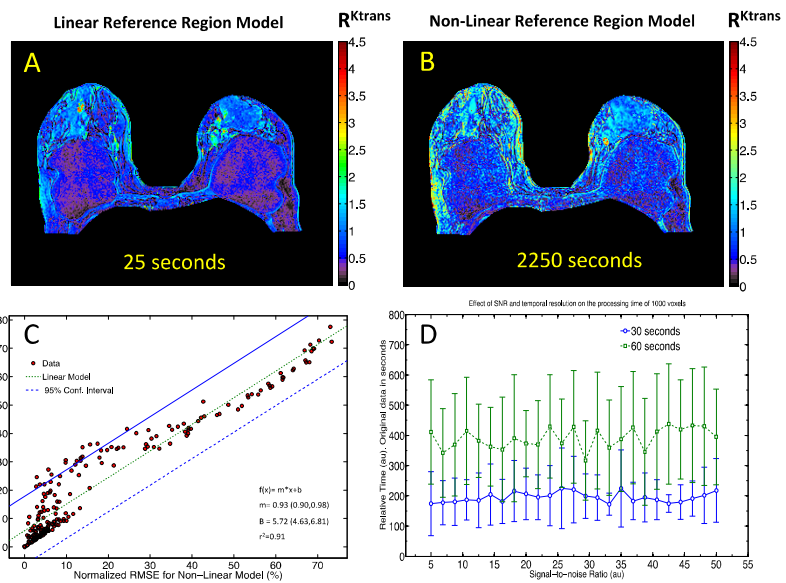 Linear Reference Region Model
R^Ktrans
Non-Linear Reference Region Model
R^Ktrans
A
25 seconds
4.5
4
3.5
3
2.5
2
1.5
1
0.5
0
B
2250 seconds
4.5
4
3.5
3
2.5
2
1.5
1
0.5
0
C
Data
Linear Model
95% Conf. Interval
f(x)= m*x+b
m= 0.93 (0.90,0.98)
B = 5.72 (4.63,6.81)
r²=0.91
0 10 20 30 40 50 60 70
Normalized RMSE for Non–Linear Model (%)
Effect of SNR and temporal resolution on the processing time of 1000 voxels
D
30 seconds
60 seconds
800
700
600
500
400
300
200
100
0
Relative Time (au). Original data in seconds
0 5 10 15 20 25 30 35 40 45 50 55
Signal–to–noise Ratio (au)